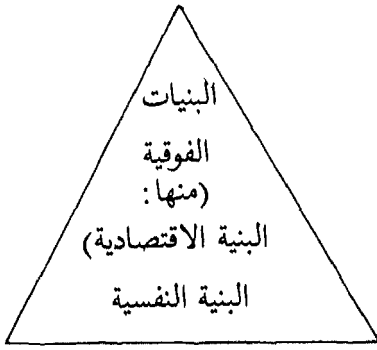 البنيات
الفوقية
(منها:
البنية الاقتصادية)
البنية النفسية